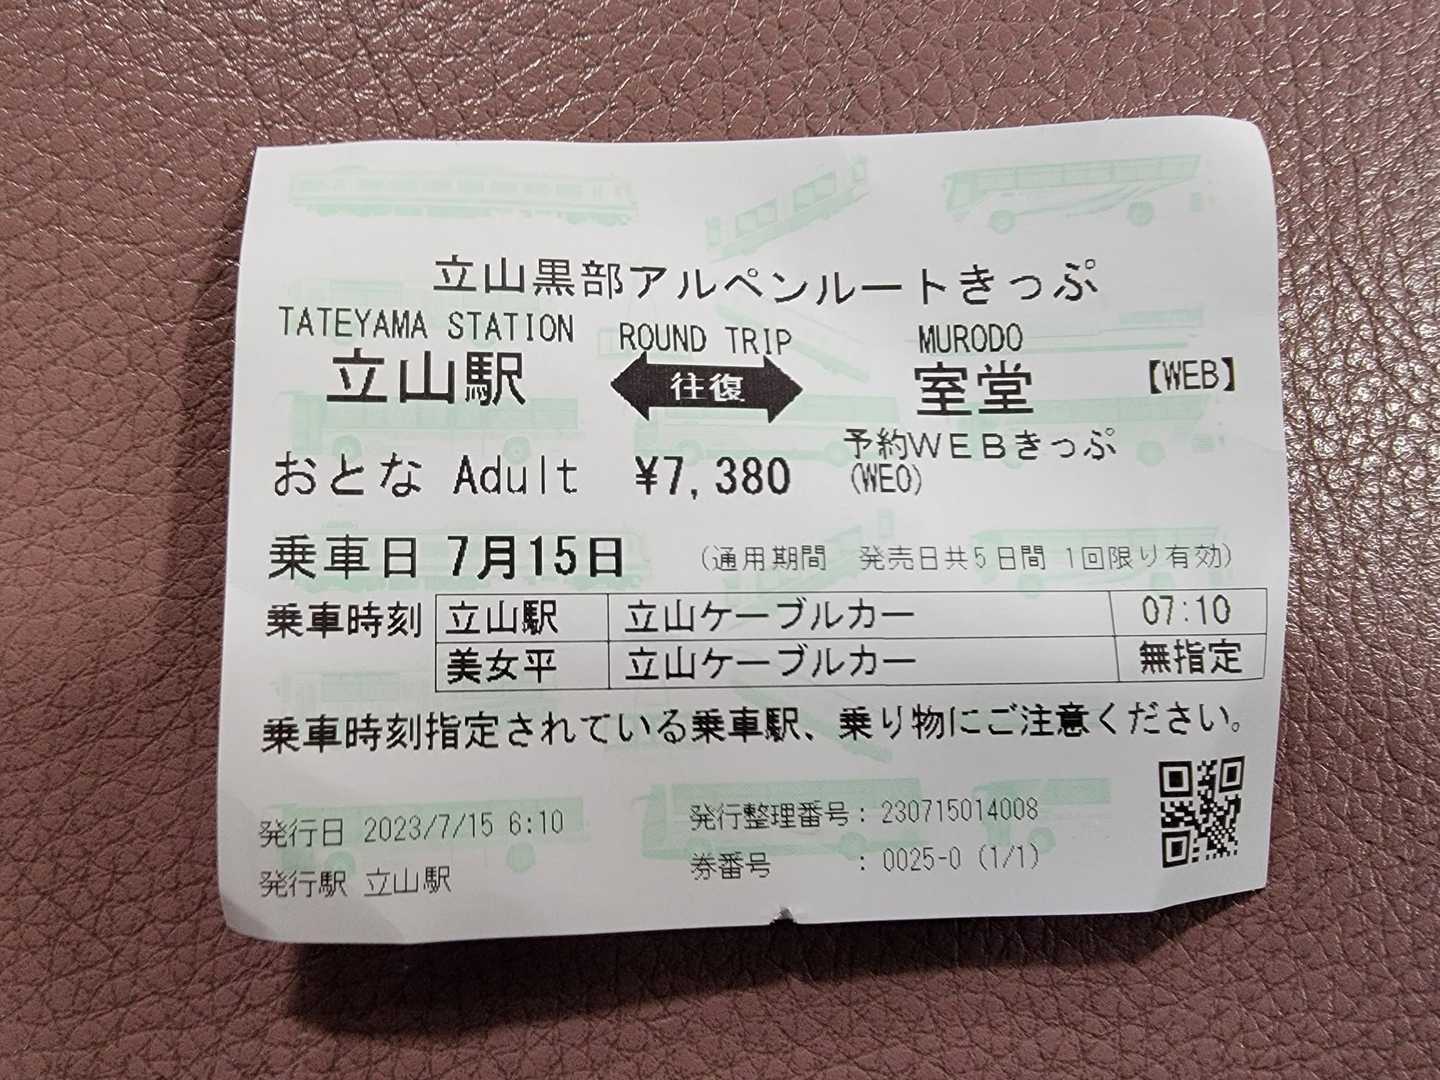 立山黒部アルペンルートきっぷ
TATEYAMA STATION ROUND TRIP MURODO
立山駅 往復 室堂 【WEB】
おとな Adult ¥7,380 予約WEBきっぷ
(WEO)
乗車日 7月15日 (通用期間 発売日共5日間 1回限り有効)
乗車時刻 立山駅 立山ケーブルカー 07:10
美女平 立山ケーブルカー 無指定
乗車時刻指定されている乗車駅、乗り物にご注意ください。
発行日 2023/7/15 6:10 発行整理番号：230715014008
発行駅 立山駅 券番号 ：0025-0 (1/1)